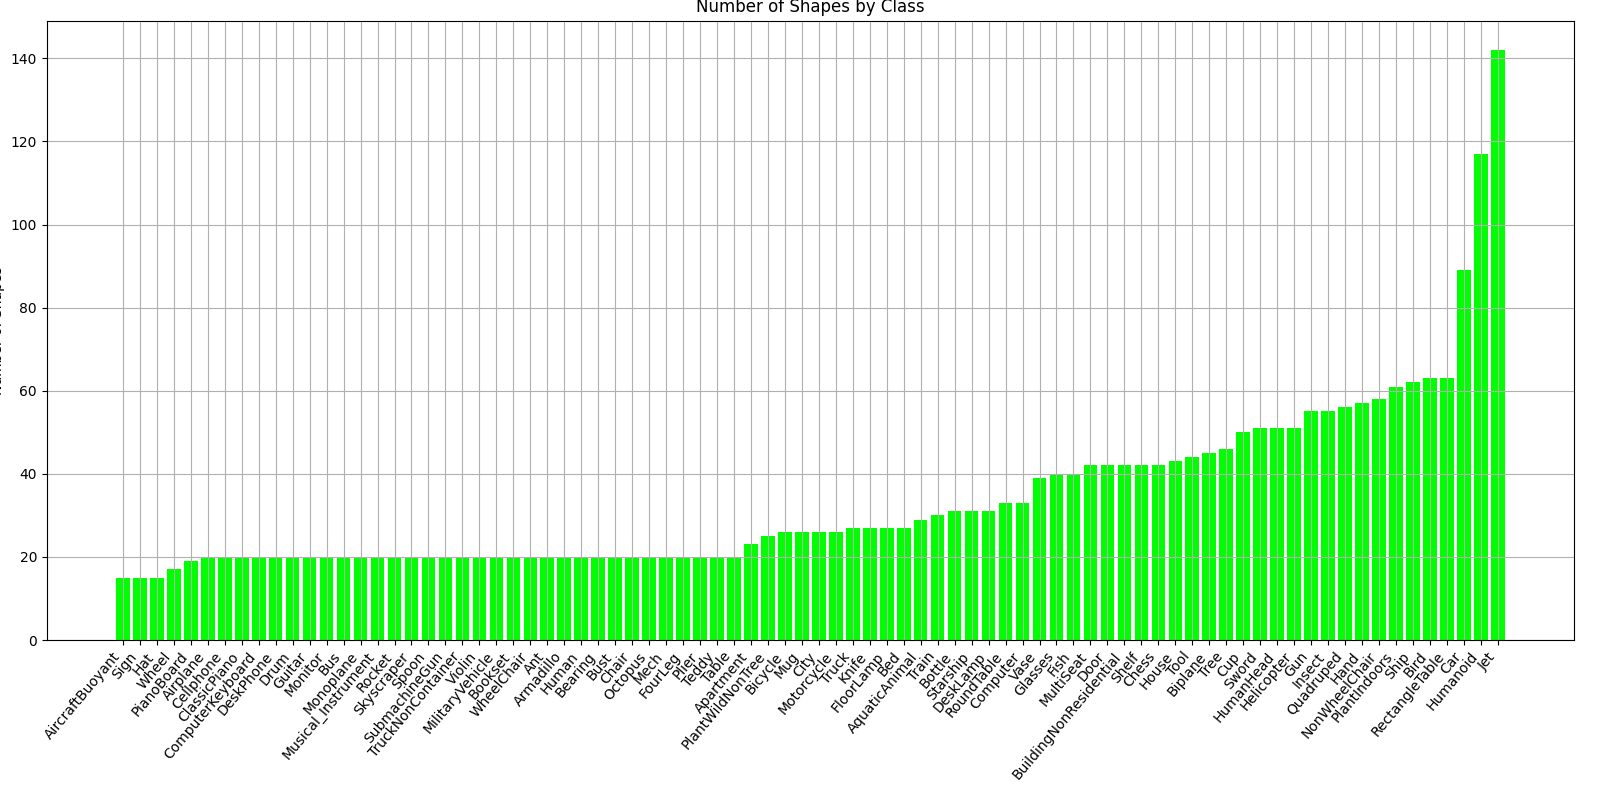 Number of Shapes by Class
140
120
100
80
60
40
20
0
AircraftBuoyant
Sign
Hat
Wheel
PianoBoard
Airplane
Cellphone
ClassicPiano
ComputerKeyboard
DeskPhone
Drum
Guitar
Monitor
Bus
Monoplane
Musical_Instrument
Rocket
Skyscraper
Spoon
SubmachineGun
TruckNonContainer
Violin
MilitaryVehicle
Bookset
WheelChair
Ant
Armadillo
Human
Bearing
Bust
Chair
Octopus
Mech
FourLeg
Plier
Teddy
Table
Apartment
PlantWildNonTree
Bicycle
Mug
City
Motorcycle
Truck
Knife
FloorLamp
Bed
AquaticAnimal
Train
Bottle
Starship
DeskLamp
RoundTable
Computer
Vase
Glasses
Fish
MultiSeat
Door
BuildingNonResidential
Shelf
Chess
House
Tool
Biplane
Tree
Cup
Sword
HumanHead
Helicopter
Gun
Insect
Quadruped
Hand
NonWheelChair
PlantIndoors
Ship
Bird
RectangleTable
Car
Humanoid
Jet